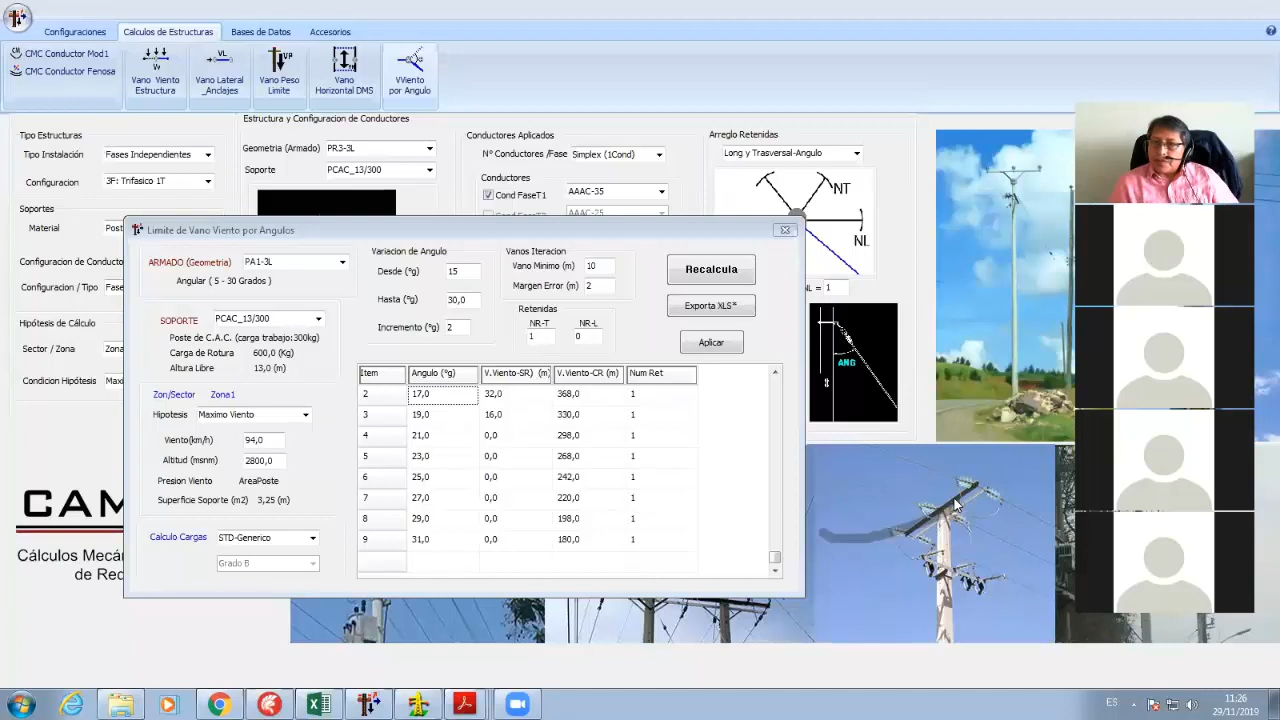 Configuraciones
Calculos de Estructuras
Bases de Datos
Accesorios
CMC Conductor Mod1
CMC Conductor Fenosa
Vano Viento
Estructura
Vano Lateral
_Anclajes
Vano Peso
Limite
Vano
Horizontal DMS
VViento
por Angulo
Tipo Estructuras
Tipo Instalación
Fases Independientes
Configuracion
3F: Trifasico 1T
Soportes
Material
Post
Configuracion de Conducto
Configuracion / Tipo
Fase
Hipótesis de Cálculo
Sector / Zona
Zona
Condicion Hipótesis
Maxi
Estructura y Configuracion de Conductores
Geometria (Armado)
PR3-3L
Soporte
PCAC_13/300
Conductores Aplicados
Nº Conductores /Fase
Simplex (1Cond)
Conductores
Cond FaseT1
AAAC-35
AAAC-25
Arreglo Retenidas
Long y Trasversal-Angulo
NT
NL
NL = 1
ANG
Limite de Vano Viento por Angulos
ARMADO (Geometria)
PA1-3L
Angular ( 5 - 30 Grados )
SOPORTE
PCAC_13/300
Poste de C.A.C. (carga trabajo:300kg)
Carga de Rotura
600,0 (Kg)
Altura Libre
13,0 (m)
Zon/Sector
Zona1
Hipotesis
Maximo Viento
Viento(km/h)
94,0
Altitud (msnm)
2800,0
Presion Viento
AreaPoste
Superficie Soporte (m2)
3,25 (m)
Calculo Cargas
STD-Generico
Grado B
Variacion de Angulo
Desde (°g)
15
Hasta (°g)
30,0
Incremento (°g)
2
Vanos Iteracion
Vano Minimo (m)
10
Margen Error (m)
2
Retenidas
NR-T
NR-L
1
0
Recalcula
Exporta XLS*
Aplicar
Item
Angulo (°g)
V.Viento-SR) (m)
V.Viento-CR (m)
Num Ret
2 17,0 32,0 368,0 1
3 19,0 16,0 330,0 1
4 21,0 0,0 298,0 1
5 23,0 0,0 268,0 1
6 25,0 0,0 242,0 1
7 27,0 0,0 220,0 1
8 29,0 0,0 198,0 1
9 31,0 0,0 180,0 1
CAM
Cálculos Mecán
de Red
ES
11:26
29/11/2019